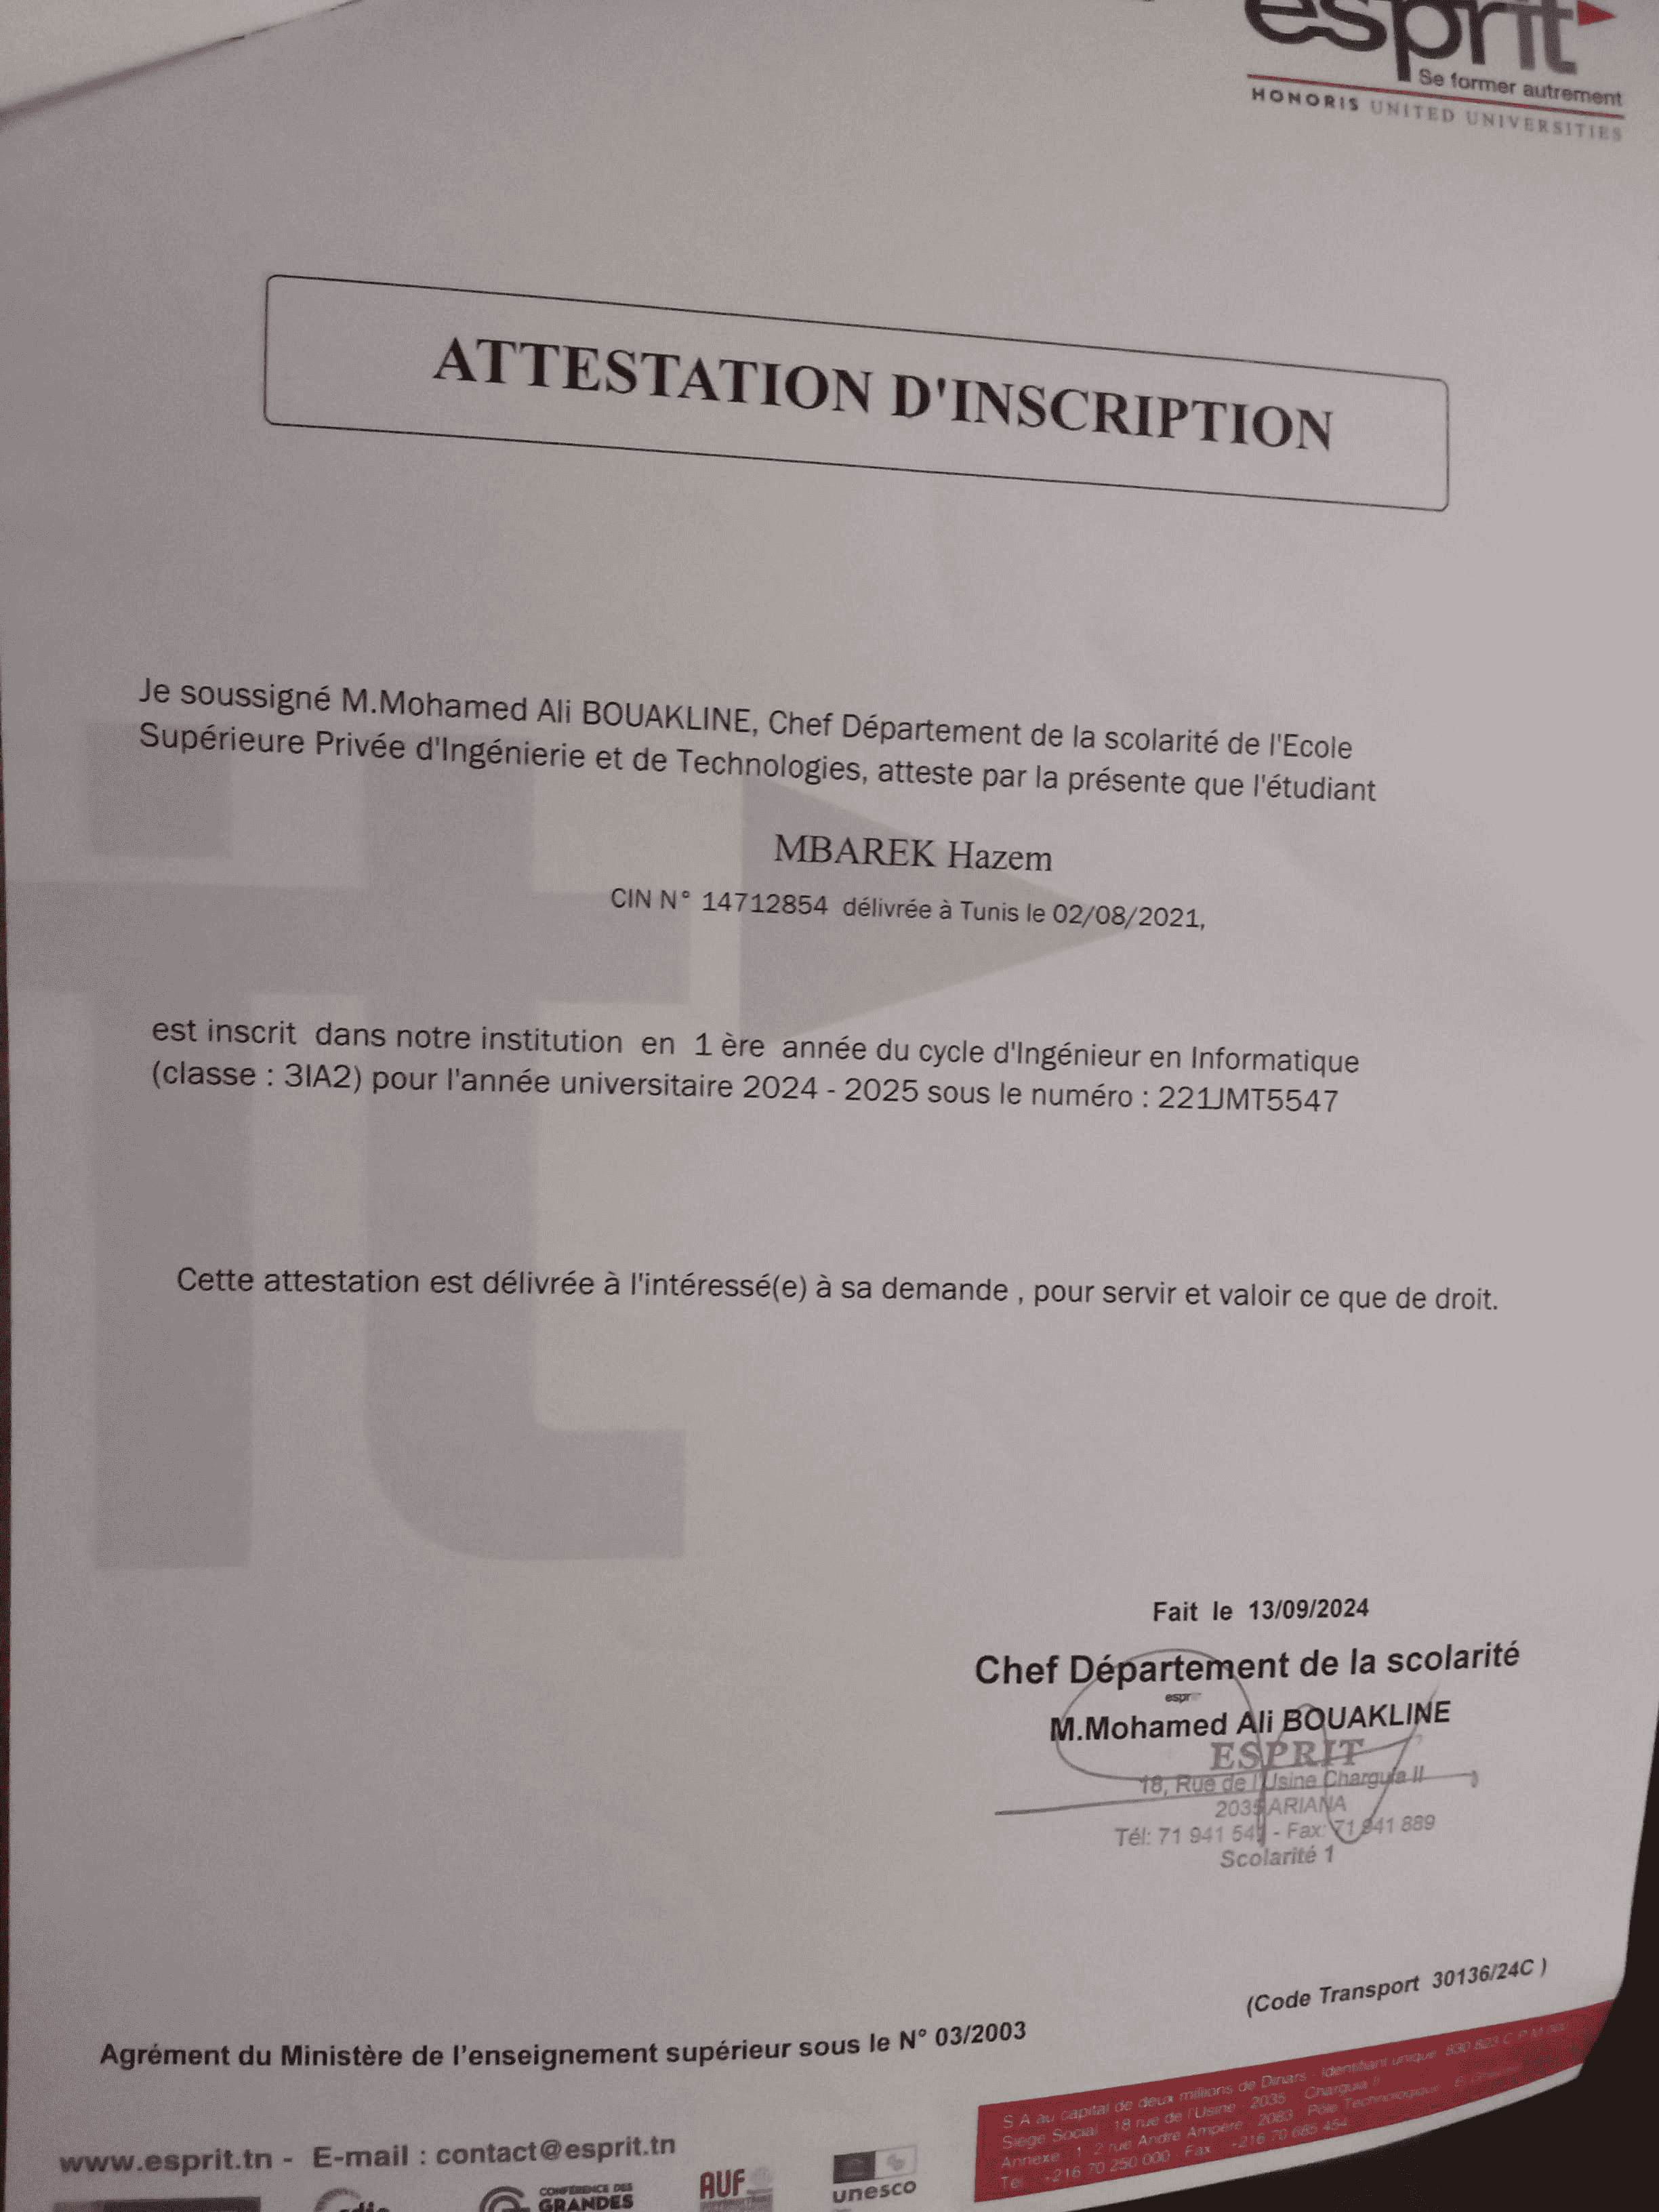 esprit
Se former autrement
HONORIS UNITED UNIVERSITIES
ATTESTATION D'INSCRIPTION
Je soussigné M.Mohamed Ali BOUAKLINE, Chef Département de la scolarité de l'Ecole
Supérieure Privée d'Ingénierie et de Technologies, atteste par la présente que l'étudiant
MBAREK Hazem
CIN N° 14712854 délivrée à Tunis le 02/08/2021,
est inscrit dans notre institution en 1 ère année du cycle d'Ingénieur en Informatique
(classe : 3IA2) pour l'année universitaire 2024 - 2025 sous le numéro : 221JMT5547
Cette attestation est délivrée à l'intéressé(e) à sa demande , pour servir et valoir ce que de droit.
Fait le 13/09/2024
Chef Département de la scolarité
esprit
M.Mohamed Ali BOUAKLINE
ESPRIT
18, Rue de l'Usine Charguia II
2035 ARIANA
Tél: 71 941 541 - Fax: 71 941 889
Scolarité 1
(Code Transport 30136/24C )
Agrément du Ministère de l'enseignement supérieur sous le N° 03/2003
S A au capital de deux millions de Dinars - Identifiant unique 830 823 C P M 000
Siege Social 18 rue de l'Usine - 2035 - Charguia II
Annexe 1 2 rue Andre Ampère - 2083 - Pôle Technologique
Tel +216 70 250 000 Fax +216 70 685 454
www.esprit.tn - E-mail : contact@esprit.tn
CONFÉRENCE DES
GRANDES
AUF
unesco